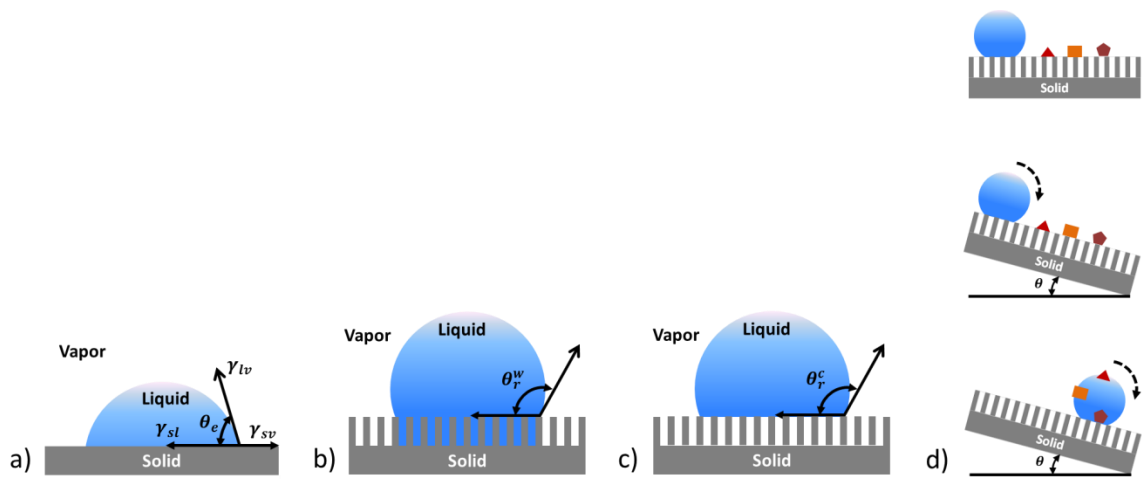 Vapor
γlv
Liquid
θe
γsl
γsv
Solid
a)
Vapor
Liquid
θrw
Solid
b)
Vapor
Liquid
θrc
Solid
c)
Solid
Solid
θ
Solid
θ
d)